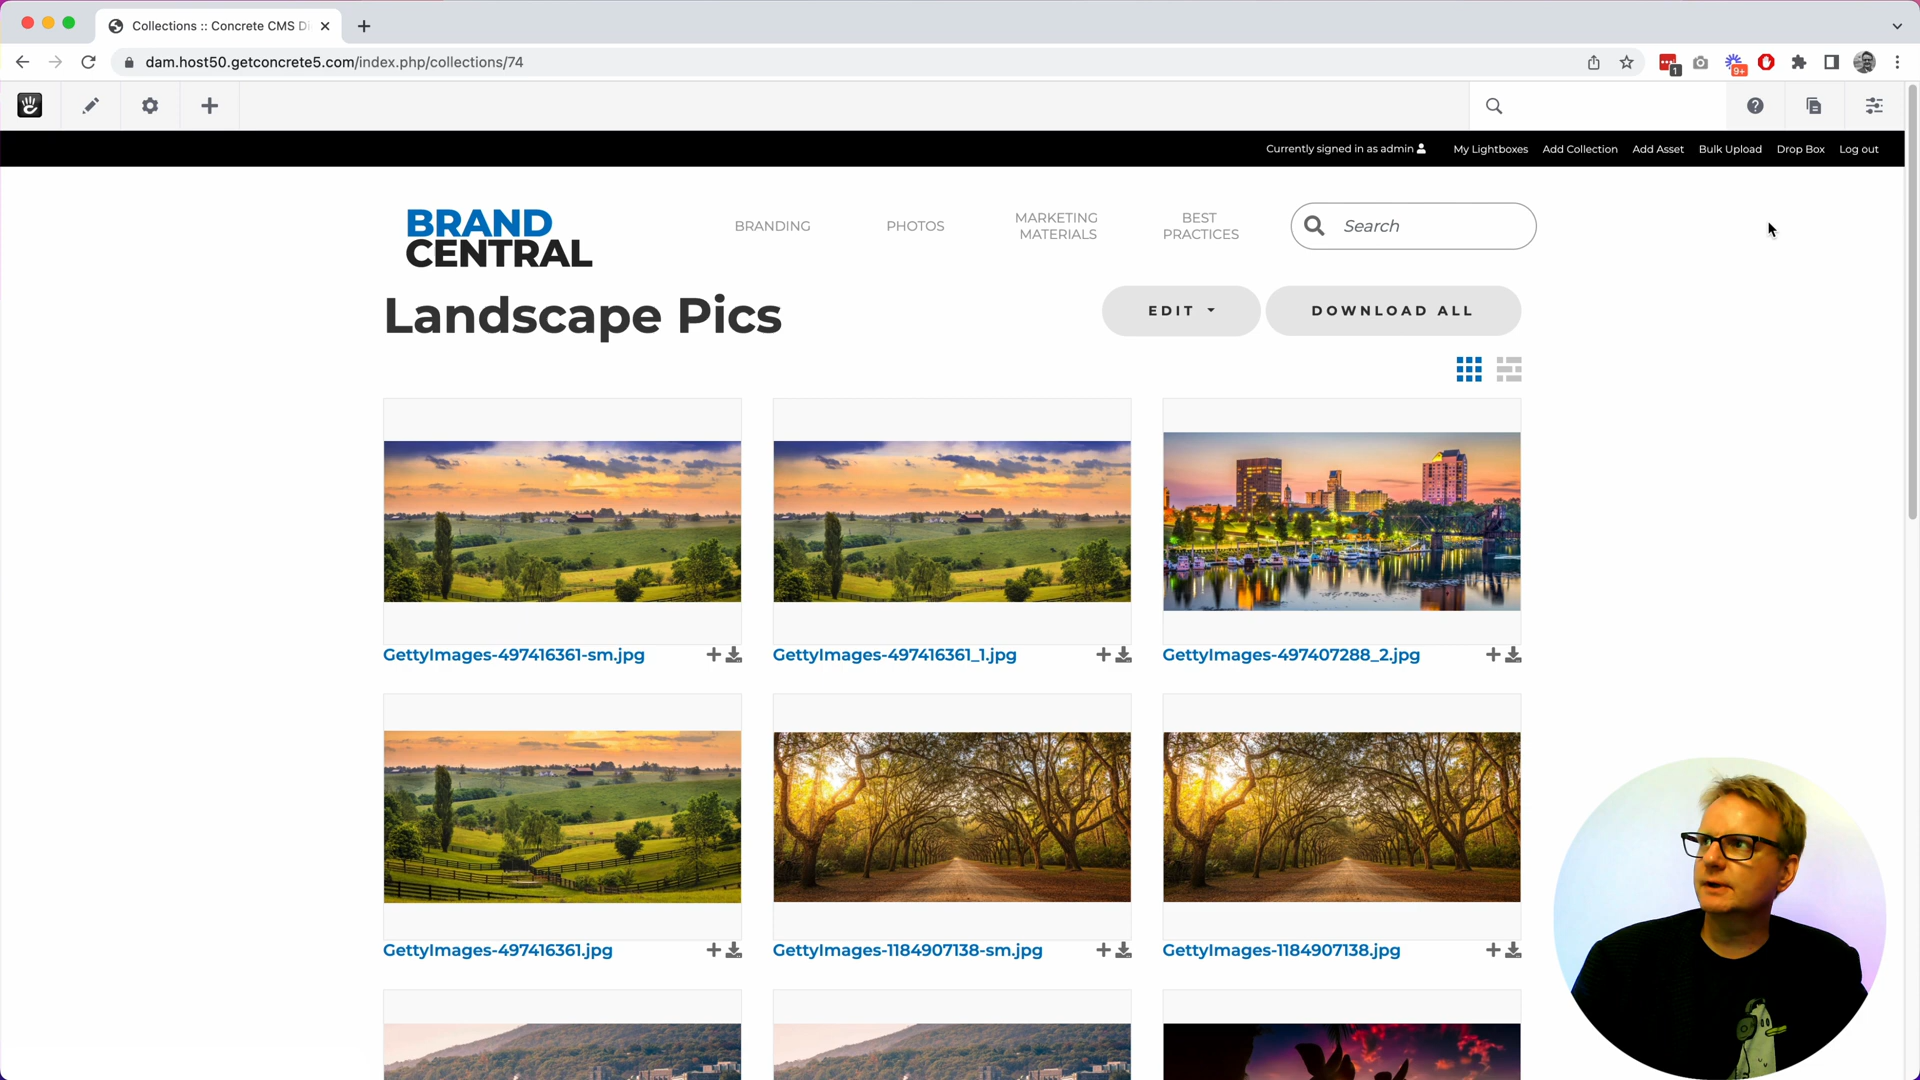 Collections :: Concrete CMS Di
dam.host50.getconcrete5.com/index.php/collections/74
1
9+
Currently signed in as admin
My Lightboxes
Add Collection
Add Asset
Bulk Upload
Drop Box
Log out
BRAND
CENTRAL
BRANDING
PHOTOS
MARKETING
MATERIALS
BEST
PRACTICES
Search
Landscape Pics
EDIT
DOWNLOAD ALL
GettyImages-497416361-sm.jpg
GettyImages-497416361_1.jpg
GettyImages-497407288_2.jpg
GettyImages-497416361.jpg
GettyImages-1184907138-sm.jpg
GettyImages-1184907138.jpg